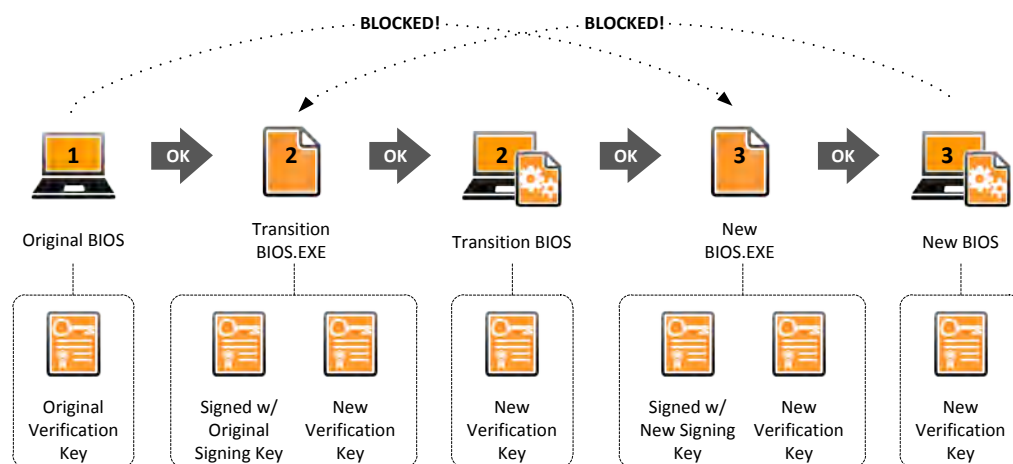 BLOCKED!
BLOCKED!
1
OK
2
OK
2
OK
3
OK
3
Original BIOS
Transition
BIOS.EXE
Transition BIOS
New
BIOS.EXE
New BIOS
Original
Verification
Key
Signed w/
Original
Signing Key
New
Verification
Key
New
Verification
Key
Signed w/
New Signing
Key
New
Verification
Key
New
Verification
Key